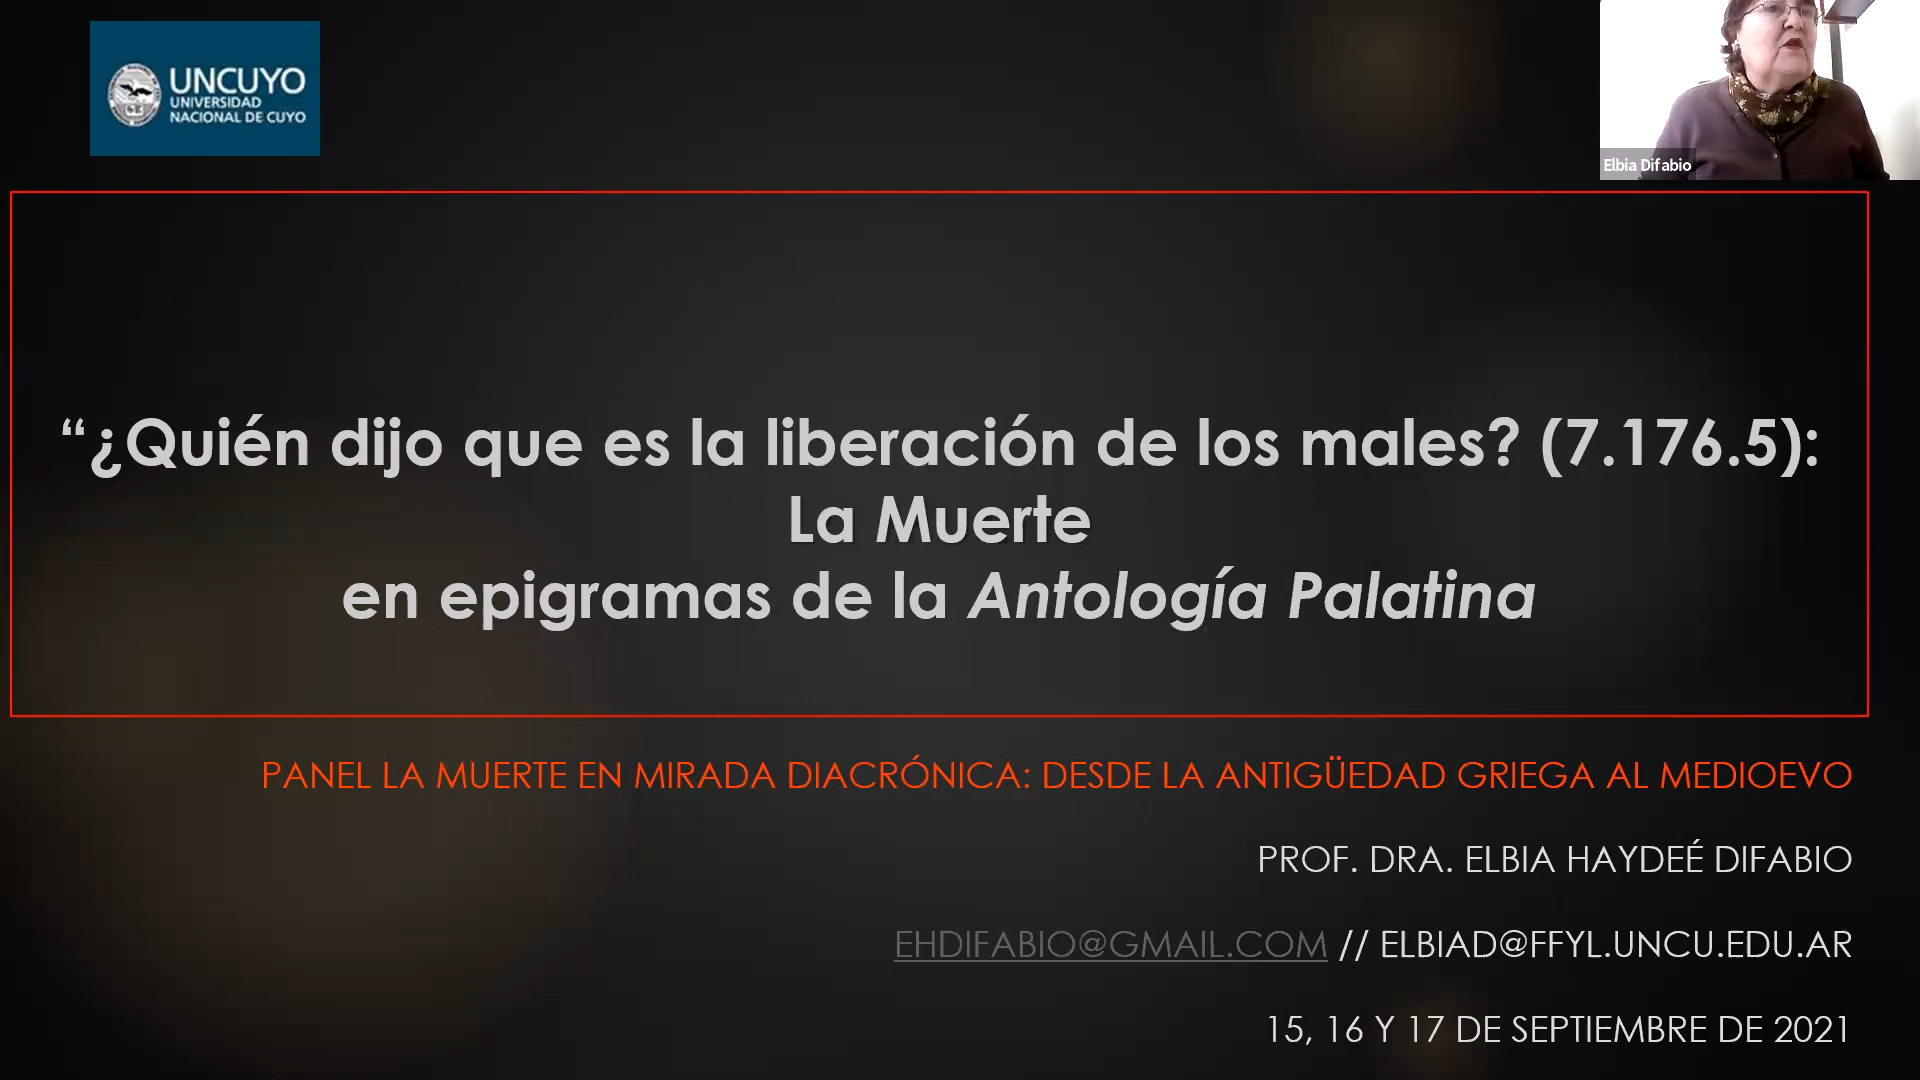 UNCUYO
UNIVERSIDAD
NACIONAL DE CUYO
Elbia Difabio
“¿Quién dijo que es la liberación de los males? (7.176.5):
La Muerte
en epigramas de la Antología Palatina
PANEL LA MUERTE EN MIRADA DIACRÓNICA: DESDE LA ANTIGÜEDAD GRIEGA AL MEDIOEVO
PROF. DRA. ELBIA HAYDEÉ DIFABIO
EHDIFABIO@GMAIL.COM // ELBIAD@FFYL.UNCU.EDU.AR
15, 16 Y 17 DE SEPTIEMBRE DE 2021